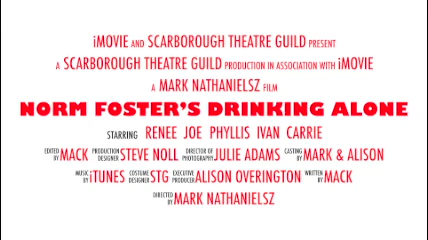 iMOVIE AND SCARBOROUGH THEATRE GUILD PRESENT
A SCARBOROUGH THEATRE GUILD PRODUCTION IN ASSOCIATION WITH iMOVIE
A MARK NATHANIELSZ FILM
NORM FOSTER'S DRINKING ALONE
STARRING RENEE JOE PHYLLIS IVAN CARRIE
EDITED BY MACK PRODUCTION DESIGNER STEVE NOLL DIRECTOR OF PHOTOGRAPHY JULIE ADAMS CASTING BY MARK & ALISON
MUSIC BY iTUNES COSTUME DESIGNER STG EXECUTIVE PRODUCER ALISON OVERINGTON WRITTEN BY MACK
DIRECTED BY MARK NATHANIELSZ